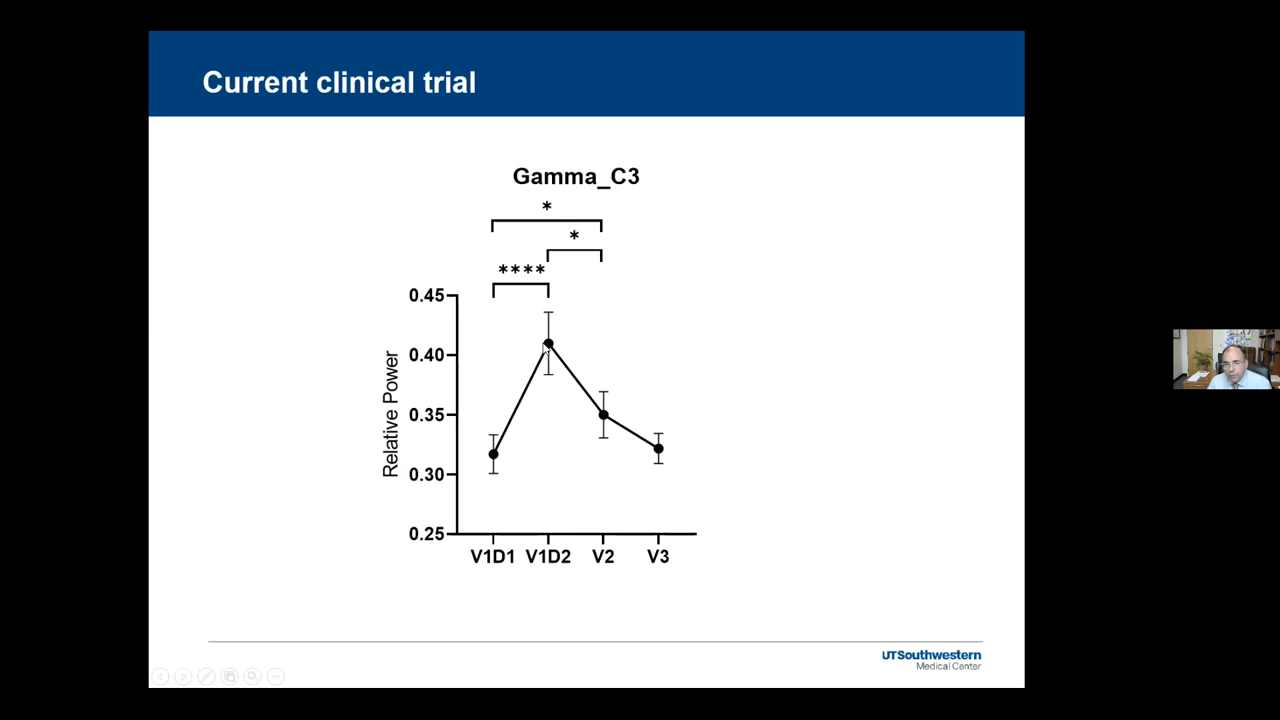 Current clinical trial
Gamma_C3
*
*
****
0.45
0.40
0.35
0.30
0.25
Relative Power
V1D1 V1D2 V2 V3
UTSouthwestern
Medical Center